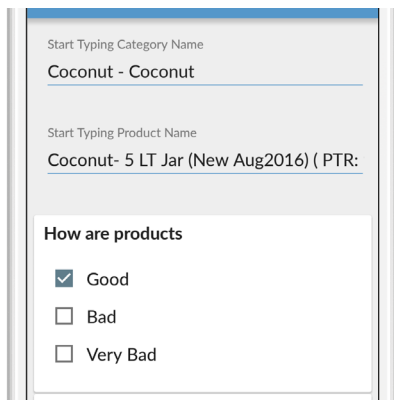 Start Typing Category Name
Coconut - Coconut
Start Typing Product Name
Coconut- 5 LT Jar (New Aug2016) ( PTR:
How are products
Good
Bad
Very Bad